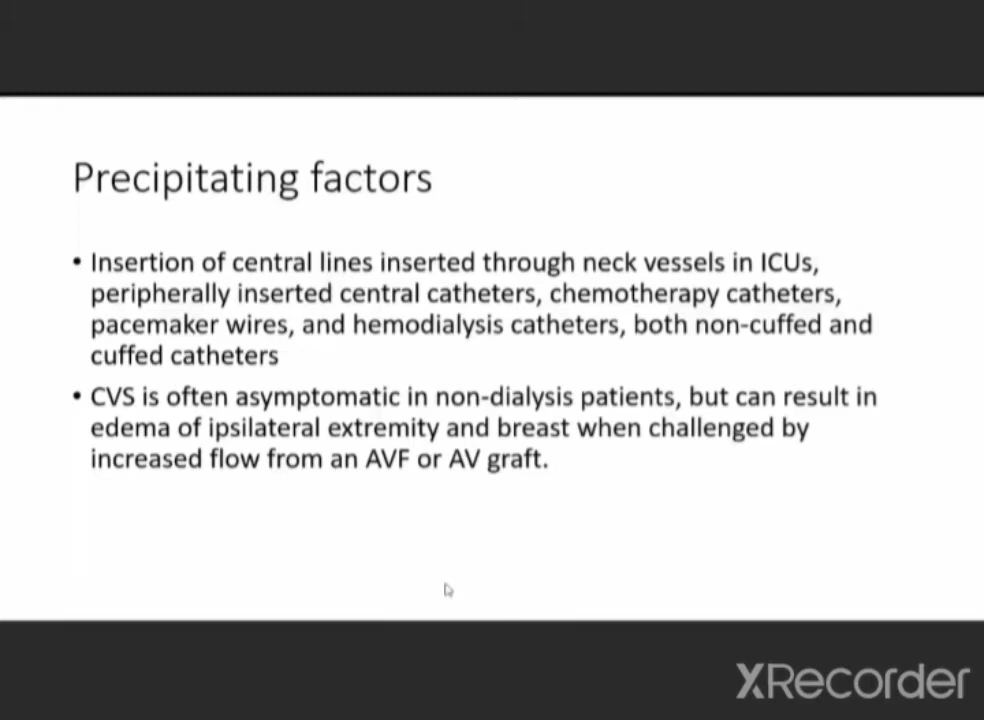 Precipitating factors
• Insertion of central lines inserted through neck vessels in ICUs,
peripherally inserted central catheters, chemotherapy catheters,
pacemaker wires, and hemodialysis catheters, both non-cuffed and
cuffed catheters
• CVS is often asymptomatic in non-dialysis patients, but can result in
edema of ipsilateral extremity and breast when challenged by
increased flow from an AVF or AV graft.
XRecorder